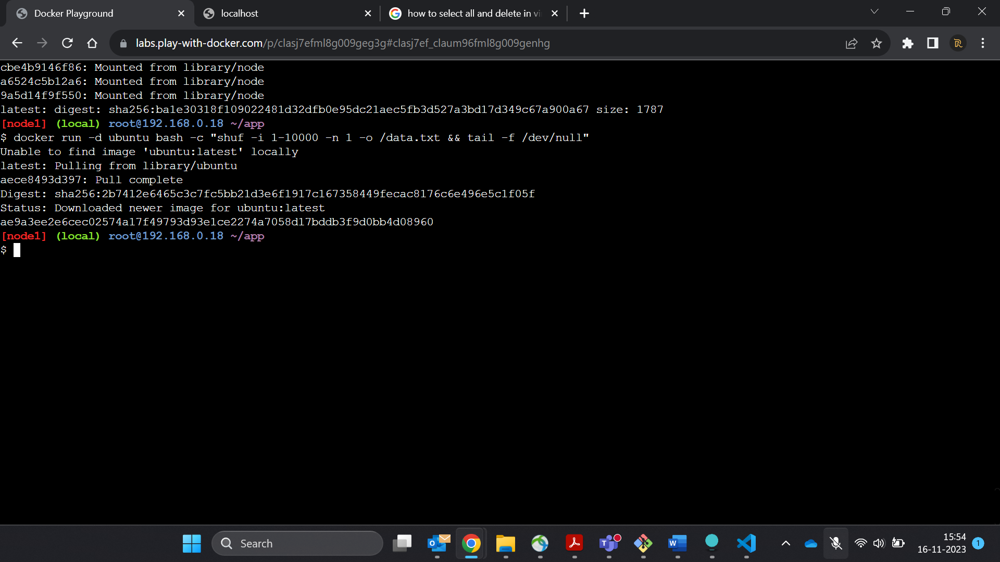 Docker Playground
localhost
how to select all and delete in vi
labs.play-with-docker.com/p/clasj7efml8g009geg3g#clasj7ef_claum96fml8g009genhg
cbe4b9146f86: Mounted from library/node
a6524c5b12a6: Mounted from library/node
9a5d14f9f550: Mounted from library/node
latest: digest: sha256:ba1e30318f109022481d32dfb0e95dc21aec5fb3d527a3bd17d349c67a900a67 size: 1787
[node1] (local) root@192.168.0.18 ~/app
$ docker run -d ubuntu bash -c "shuf -i 1-10000 -n 1 -o /data.txt && tail -f /dev/null"
Unable to find image 'ubuntu:latest' locally
latest: Pulling from library/ubuntu
aece8493d397: Pull complete
Digest: sha256:2b7412e6465c3c7fc5bb21d3e6f1917c167358449fecac8176c6e496e5c1f05f
Status: Downloaded newer image for ubuntu:latest
ae9a3ee2e6cec02574a17f49793d93e1ce2274a7058d17bddb3f9d0bb4d08960
[node1] (local) root@192.168.0.18 ~/app
$
Search
15:54
16-11-2023
1